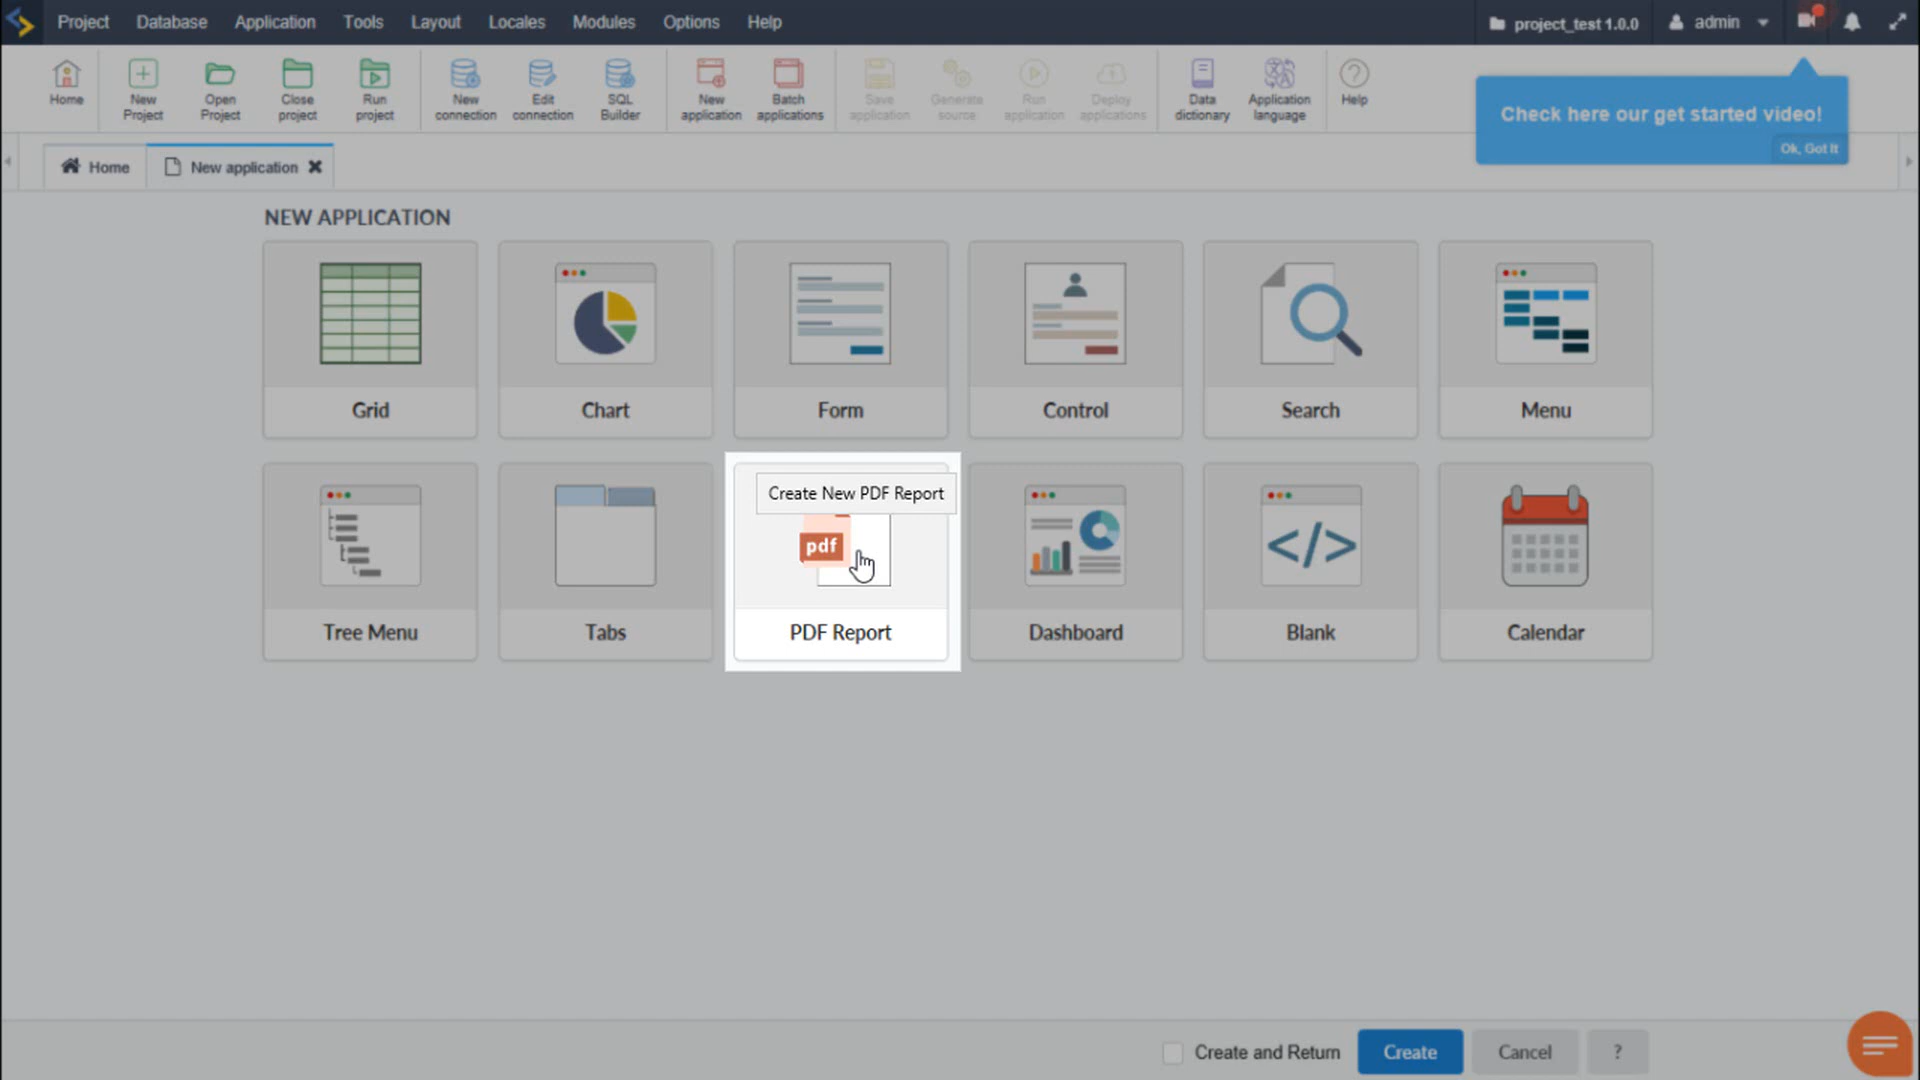 Project Database Application Tools Layout Locales Modules Options Help project_test 1.0.0 admin
Home
New
Project
Open
Project
Close
project
Run
project
New
connection
Edit
connection
SQL
Builder
New
application
Batch
applications
Save
application
Generate
source
Run
application
Deploy
applications
Data
dictionary
Application
language
Help
Check here our get started video!
Ok, Got It
Home New application
NEW APPLICATION
Grid Chart Form Control Search Menu
Create New PDF Report
pdf
</>
Tree Menu Tabs PDF Report Dashboard Blank Calendar
Create and Return Create Cancel ?